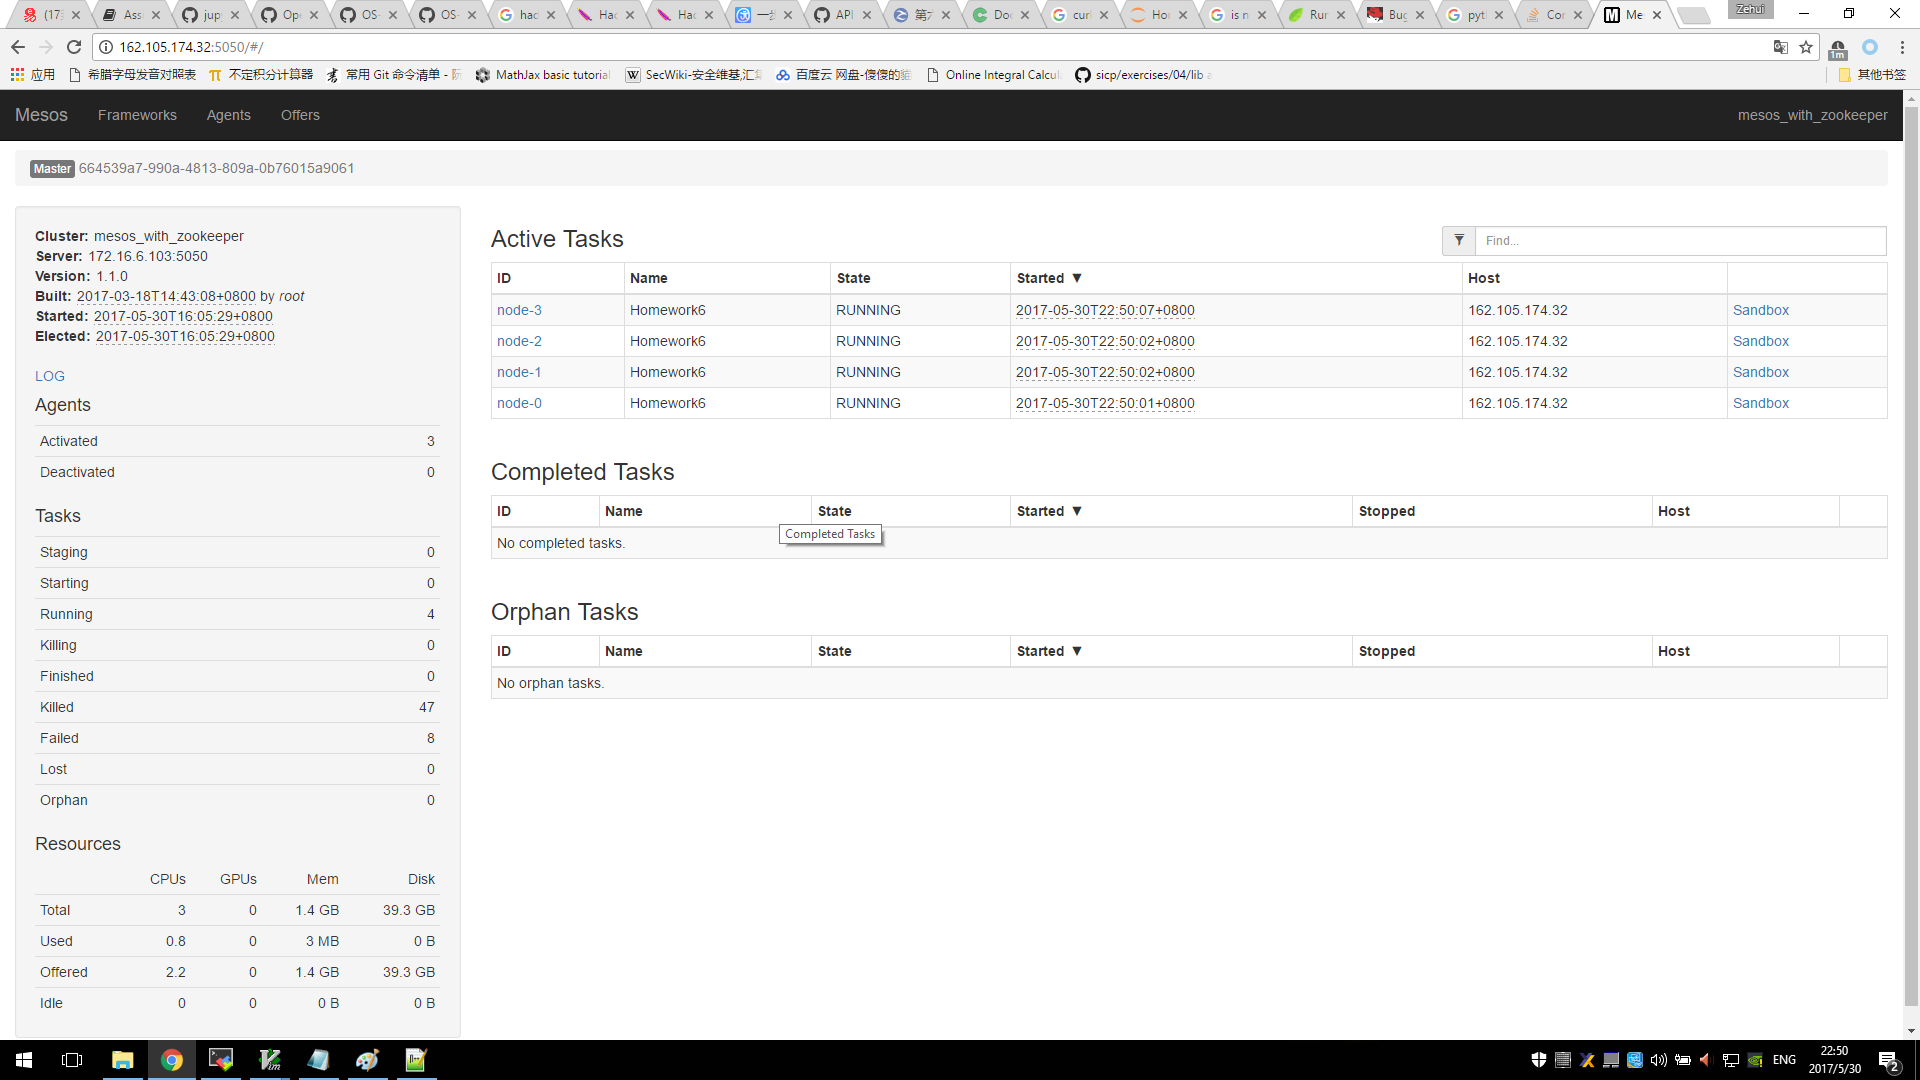 (17:
Ass
jup
Ope
OS-
OS-
hac
Hac
Hac
一步
API
第六
Doc
curl
Hor
is n
Rur
Bug
pyt
Cor
Me
Zehui
162.105.174.32:5050/#/
1m
应用
希腊字母发音对照表
不定积分计算器
常用 Git 命令清单 - 阮
MathJax basic tutorial
SecWiki-安全维基,汇集
百度云 网盘-傻傻的貓
Online Integral Calcul
sicp/exercises/04/lib
其他书签
Mesos Frameworks Agents Offers mesos_with_zookeeper
Master 664539a7-990a-4813-809a-0b76015a9061
Cluster: mesos_with_zookeeper
Server: 172.16.6.103:5050
Version: 1.1.0
Built: 2017-03-18T14:43:08+0800 by root
Started: 2017-05-30T16:05:29+0800
Elected: 2017-05-30T16:05:29+0800
LOG
Agents
Activated 3
Deactivated 0
Tasks
Staging 0
Starting 0
Running 4
Killing 0
Finished 0
Killed 47
Failed 8
Lost 0
Orphan 0
Resources
CPUs GPUs Mem Disk
Total 3 0 1.4 GB 39.3 GB
Used 0.8 0 3 MB 0 B
Offered 2.2 0 1.4 GB 39.3 GB
Idle 0 0 0 B 0 B
Active Tasks
Find...
ID Name State Started ▼ Host
node-3 Homework6 RUNNING 2017-05-30T22:50:07+0800 162.105.174.32 Sandbox
node-2 Homework6 RUNNING 2017-05-30T22:50:02+0800 162.105.174.32 Sandbox
node-1 Homework6 RUNNING 2017-05-30T22:50:02+0800 162.105.174.32 Sandbox
node-0 Homework6 RUNNING 2017-05-30T22:50:01+0800 162.105.174.32 Sandbox
Completed Tasks
ID Name State Started ▼ Stopped Host
Completed Tasks
No completed tasks.
Orphan Tasks
ID Name State Started ▼ Stopped Host
No orphan tasks.
ENG
22:50
2017/5/30
2